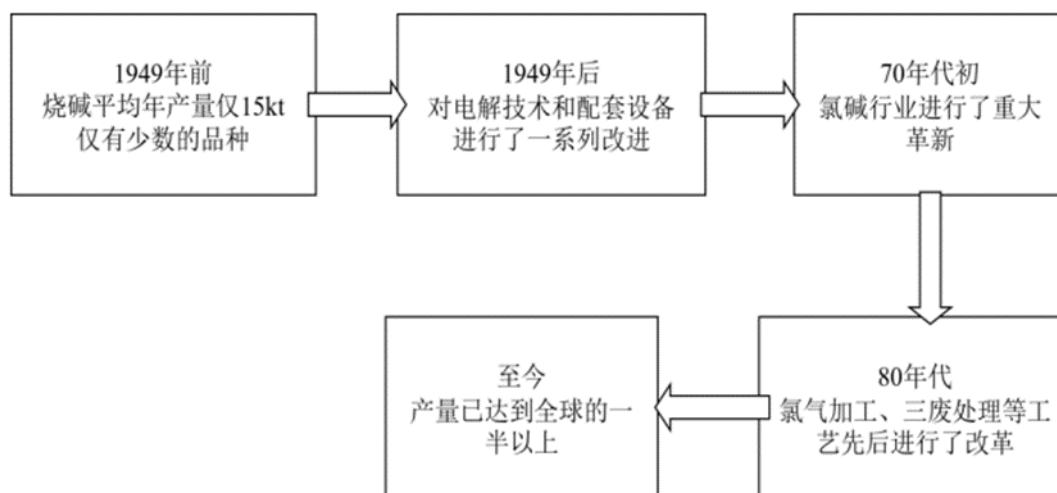 1949年前
烧碱平均年产量仅15kt
仅有少数的品种
1949年后
对电解技术和配套设备
进行了一系列改进
70年代初
氯碱行业进行了重大
革新
80年代
氯气加工、三废处理等工
艺先后进行了改革
至今
产量已达到全球的一
半以上